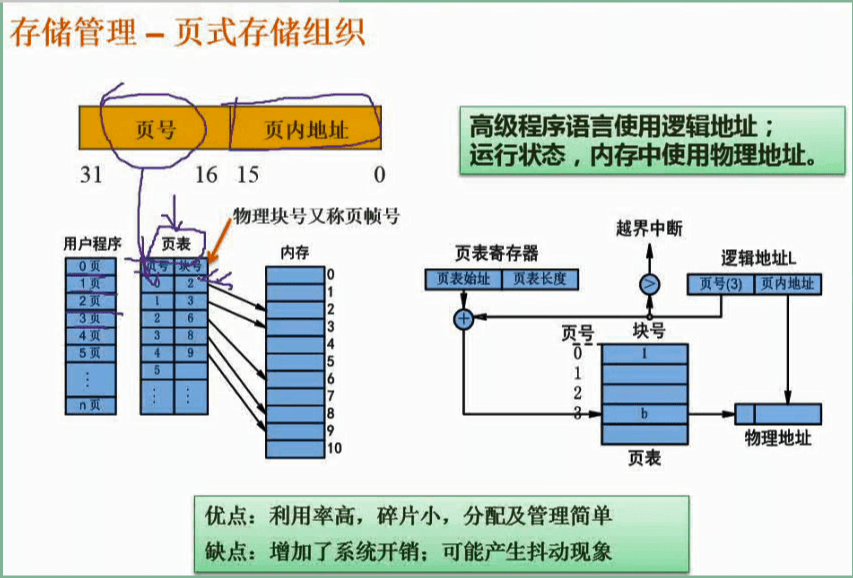 存储管理 – 页式存储组织
页号 页内地址
31 16 15 0
高级程序语言使用逻辑地址；
运行状态，内存中使用物理地址。
物理块号又称页帧号
用户程序
0页
1页
2页
3页
4页
5页
⋮
n页
页表
页号 块号
0 2
1 3
2 6
3 8
4 9
5
⋮ ⋮
内存
0
1
2
3
4
5
6
7
8
9
10
越界中断
页表寄存器
页表始址 页表长度
>
逻辑地址L
页号(3) 页内地址
+
页号 块号
0 1
1
2
3 b
页表
物理地址
优点：利用率高，碎片小，分配及管理简单
缺点：增加了系统开销；可能产生抖动现象